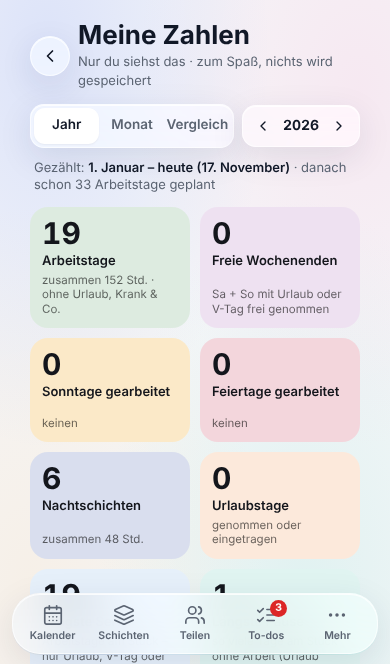 Meine Zahlen
Nur du siehst das · zum Spaß, nichts wird
gespeichert
Jahr Monat Vergleich 2026
Gezählt: 1. Januar – heute (17. November) · danach
schon 33 Arbeitstage geplant
19
Arbeitstage
zusammen 152 Std. ·
ohne Urlaub, Krank &
Co.
0
Freie Wochenenden
Sa + So mit Urlaub oder
V-Tag frei genommen
0
Sonntage gearbeitet
keinen
0
Feiertage gearbeitet
keinen
6
Nachtschichten
zusammen 48 Std.
0
Urlaubstage
genommen oder
eingetragen
3
Kalender Schichten Teilen To-dos Mehr
nur Urlaub, V-Tag oder
ohne Arbeit (Urlaub